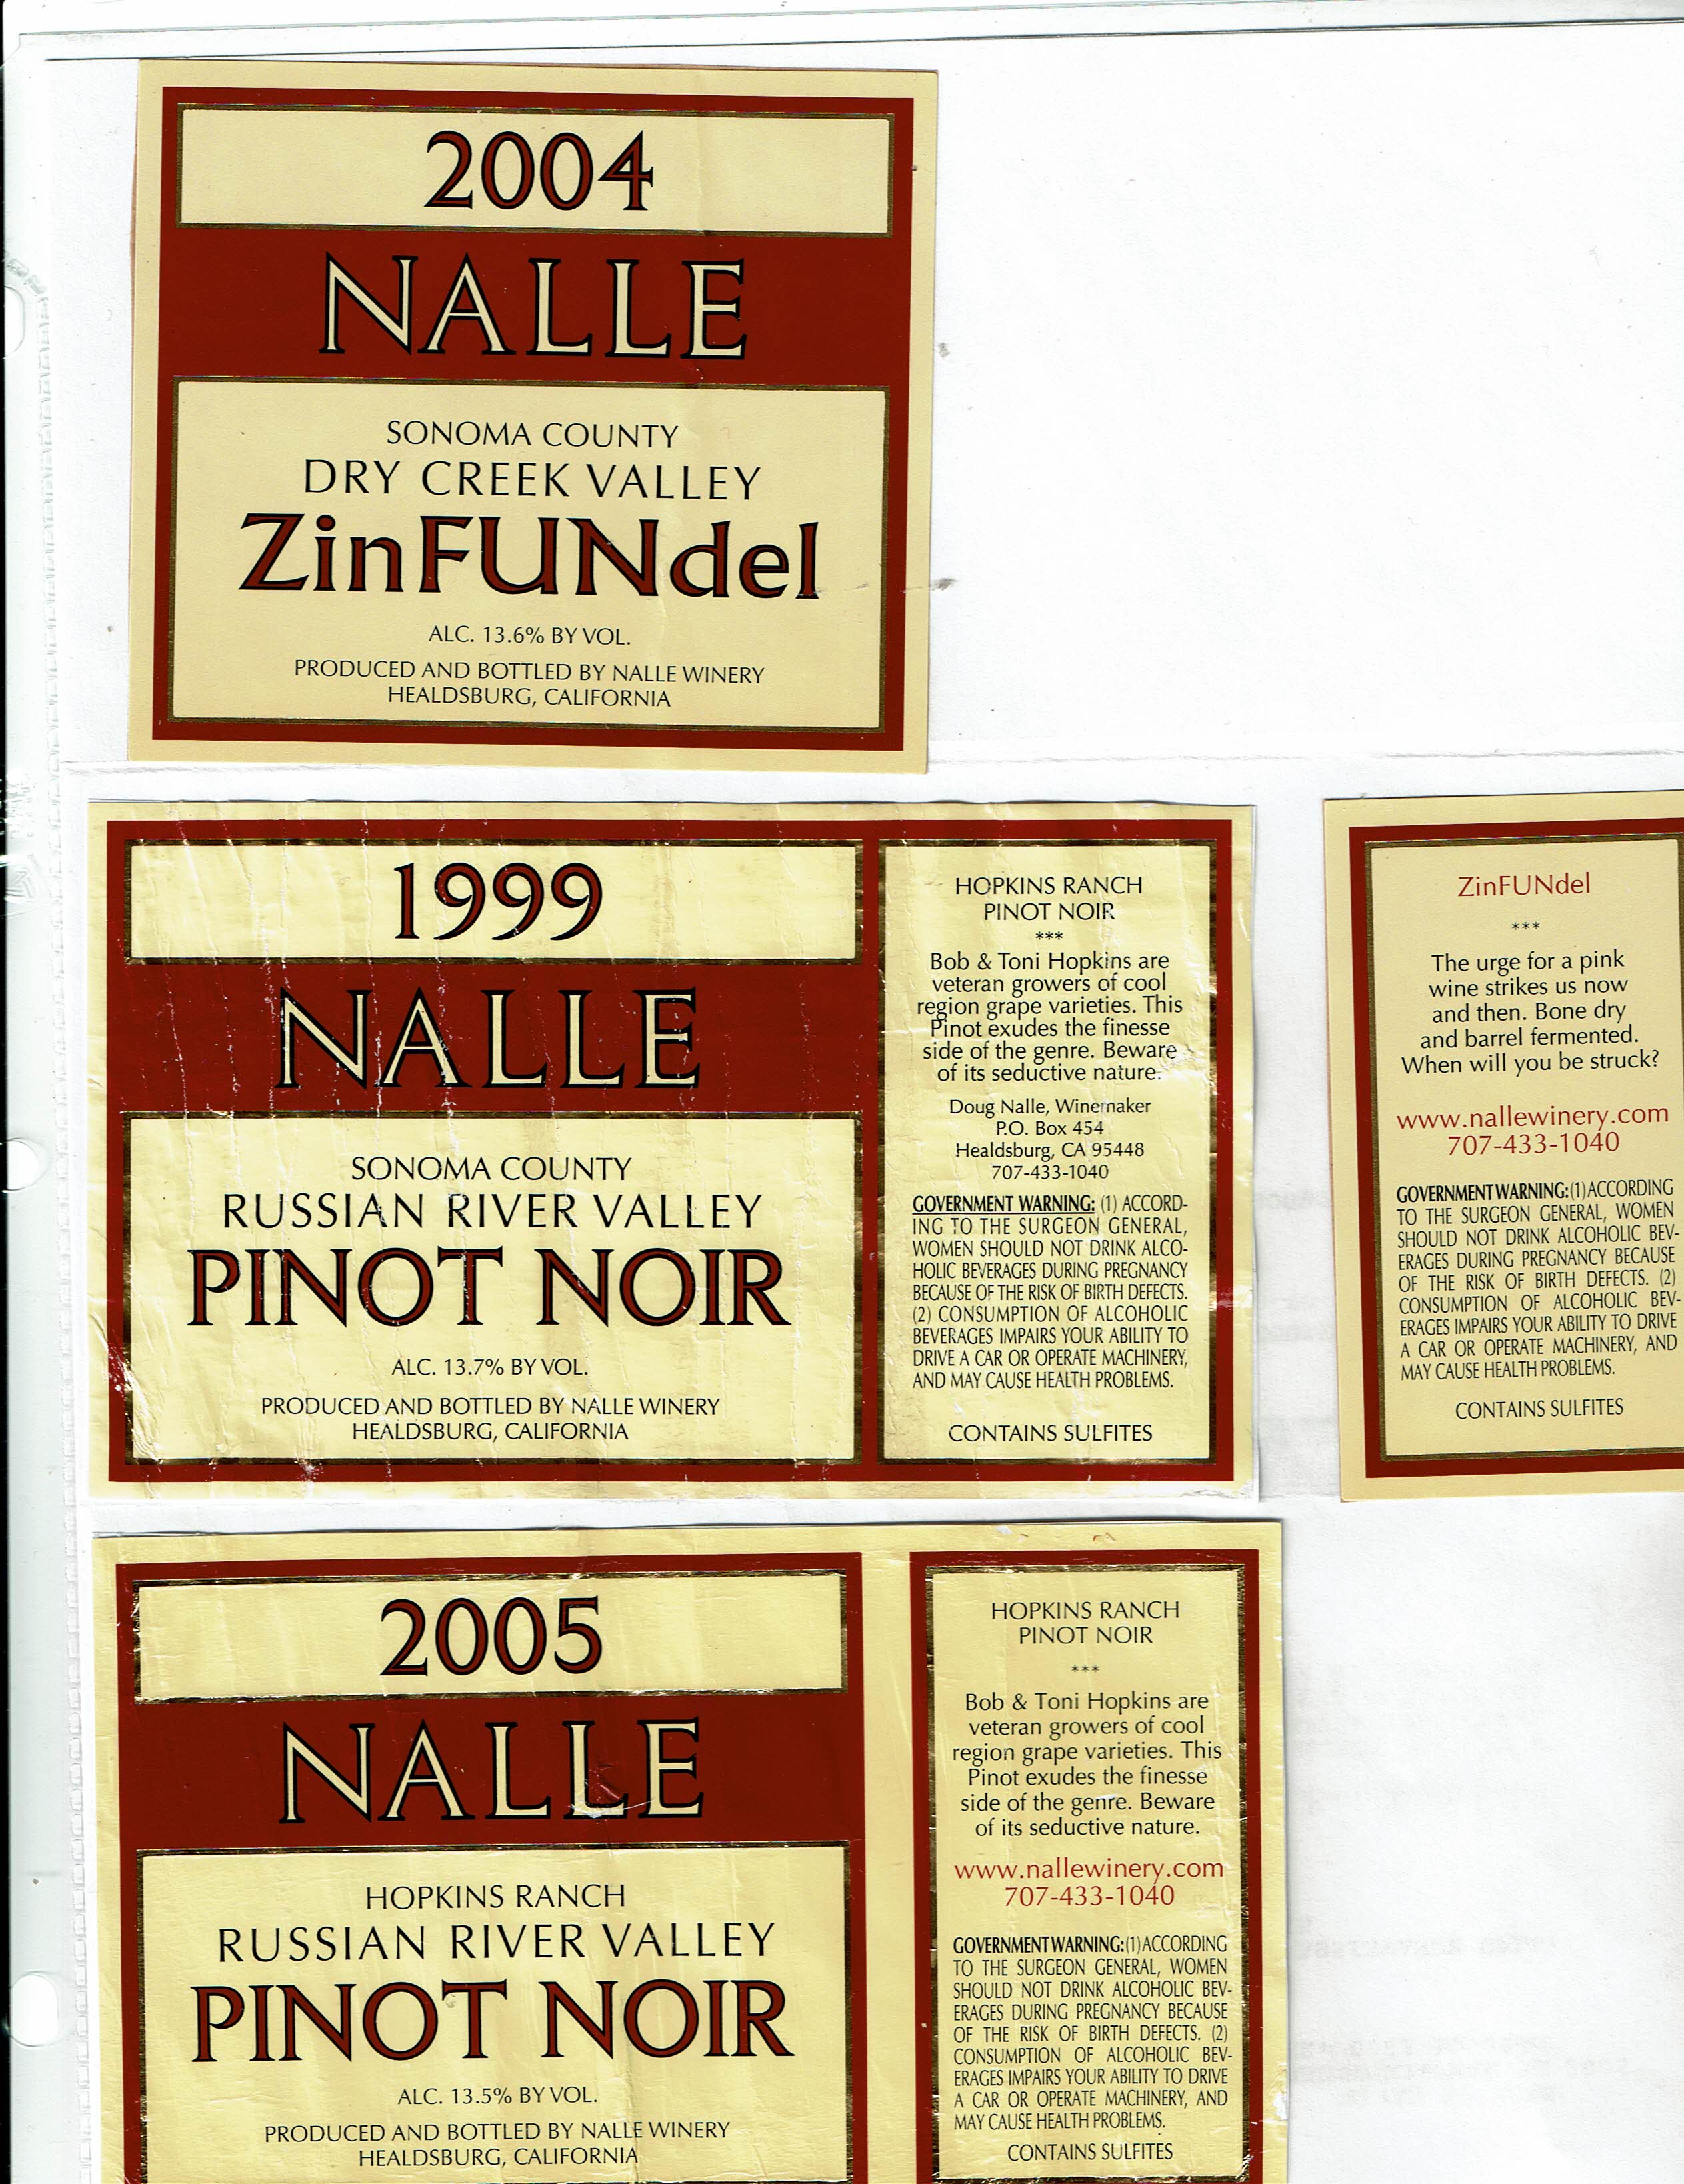 2004
NALLE
SONOMA COUNTY
DRY CREEK VALLEY
ZinFUNdel
ALC. 13.6% BY VOL.
PRODUCED AND BOTTLED BY NALLE WINERY
HEALDSBURG, CALIFORNIA
1999
NALLE
SONOMA COUNTY
RUSSIAN RIVER VALLEY
PINOT NOIR
ALC. 13.7% BY VOL.
PRODUCED AND BOTTLED BY NALLE WINERY
HEALDSBURG, CALIFORNIA
HOPKINS RANCH
PINOT NOIR
***
Bob & Toni Hopkins are
veteran growers of cool
region grape varieties. This
Pinot exudes the finesse
side of the genre. Beware
of its seductive nature.
Doug Nalle, Winemaker
P.O. Box 454
Healdsburg, CA 95448
707-433-1040
GOVERNMENT WARNING: (1) ACCORD-
ING TO THE SURGEON GENERAL,
WOMEN SHOULD NOT DRINK ALCO-
HOLIC BEVERAGES DURING PREGNANCY
BECAUSE OF THE RISK OF BIRTH DEFECTS.
(2) CONSUMPTION OF ALCOHOLIC
BEVERAGES IMPAIRS YOUR ABILITY TO
DRIVE A CAR OR OPERATE MACHINERY,
AND MAY CAUSE HEALTH PROBLEMS.
CONTAINS SULFITES
ZinFUNdel
***
The urge for a pink
wine strikes us now
and then. Bone dry
and barrel fermented.
When will you be struck?
www.nallewinery.com
707-433-1040
GOVERNMENT WARNING: (1) ACCORDING
TO THE SURGEON GENERAL, WOMEN
SHOULD NOT DRINK ALCOHOLIC BEV-
ERAGES DURING PREGNANCY BECAUSE
OF THE RISK OF BIRTH DEFECTS. (2)
CONSUMPTION OF ALCOHOLIC BEV-
ERAGES IMPAIRS YOUR ABILITY TO DRIVE
A CAR OR OPERATE MACHINERY, AND
MAY CAUSE HEALTH PROBLEMS.
CONTAINS SULFITES
2005
NALLE
HOPKINS RANCH
RUSSIAN RIVER VALLEY
PINOT NOIR
ALC. 13.5% BY VOL.
PRODUCED AND BOTTLED BY NALLE WINERY
HEALDSBURG, CALIFORNIA
HOPKINS RANCH
PINOT NOIR
***
Bob & Toni Hopkins are
veteran growers of cool
region grape varieties. This
Pinot exudes the finesse
side of the genre. Beware
of its seductive nature.
www.nallewinery.com
707-433-1040
GOVERNMENT WARNING: (1) ACCORDING
TO THE SURGEON GENERAL, WOMEN
SHOULD NOT DRINK ALCOHOLIC BEV-
ERAGES DURING PREGNANCY BECAUSE
OF THE RISK OF BIRTH DEFECTS. (2)
CONSUMPTION OF ALCOHOLIC BEV-
ERAGES IMPAIRS YOUR ABILITY TO DRIVE
A CAR OR OPERATE MACHINERY, AND
MAY CAUSE HEALTH PROBLEMS.
CONTAINS SULFITES